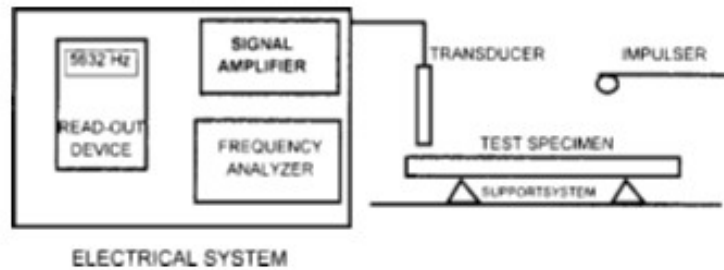 5632 Hz
READ-OUT
DEVICE
SIGNAL
AMPLIFIER
FREQUENCY
ANALYZER
TRANSDUCER
IMPULSER
TEST SPECIMEN
SUPPORTSYSTEM
ELECTRICAL SYSTEM